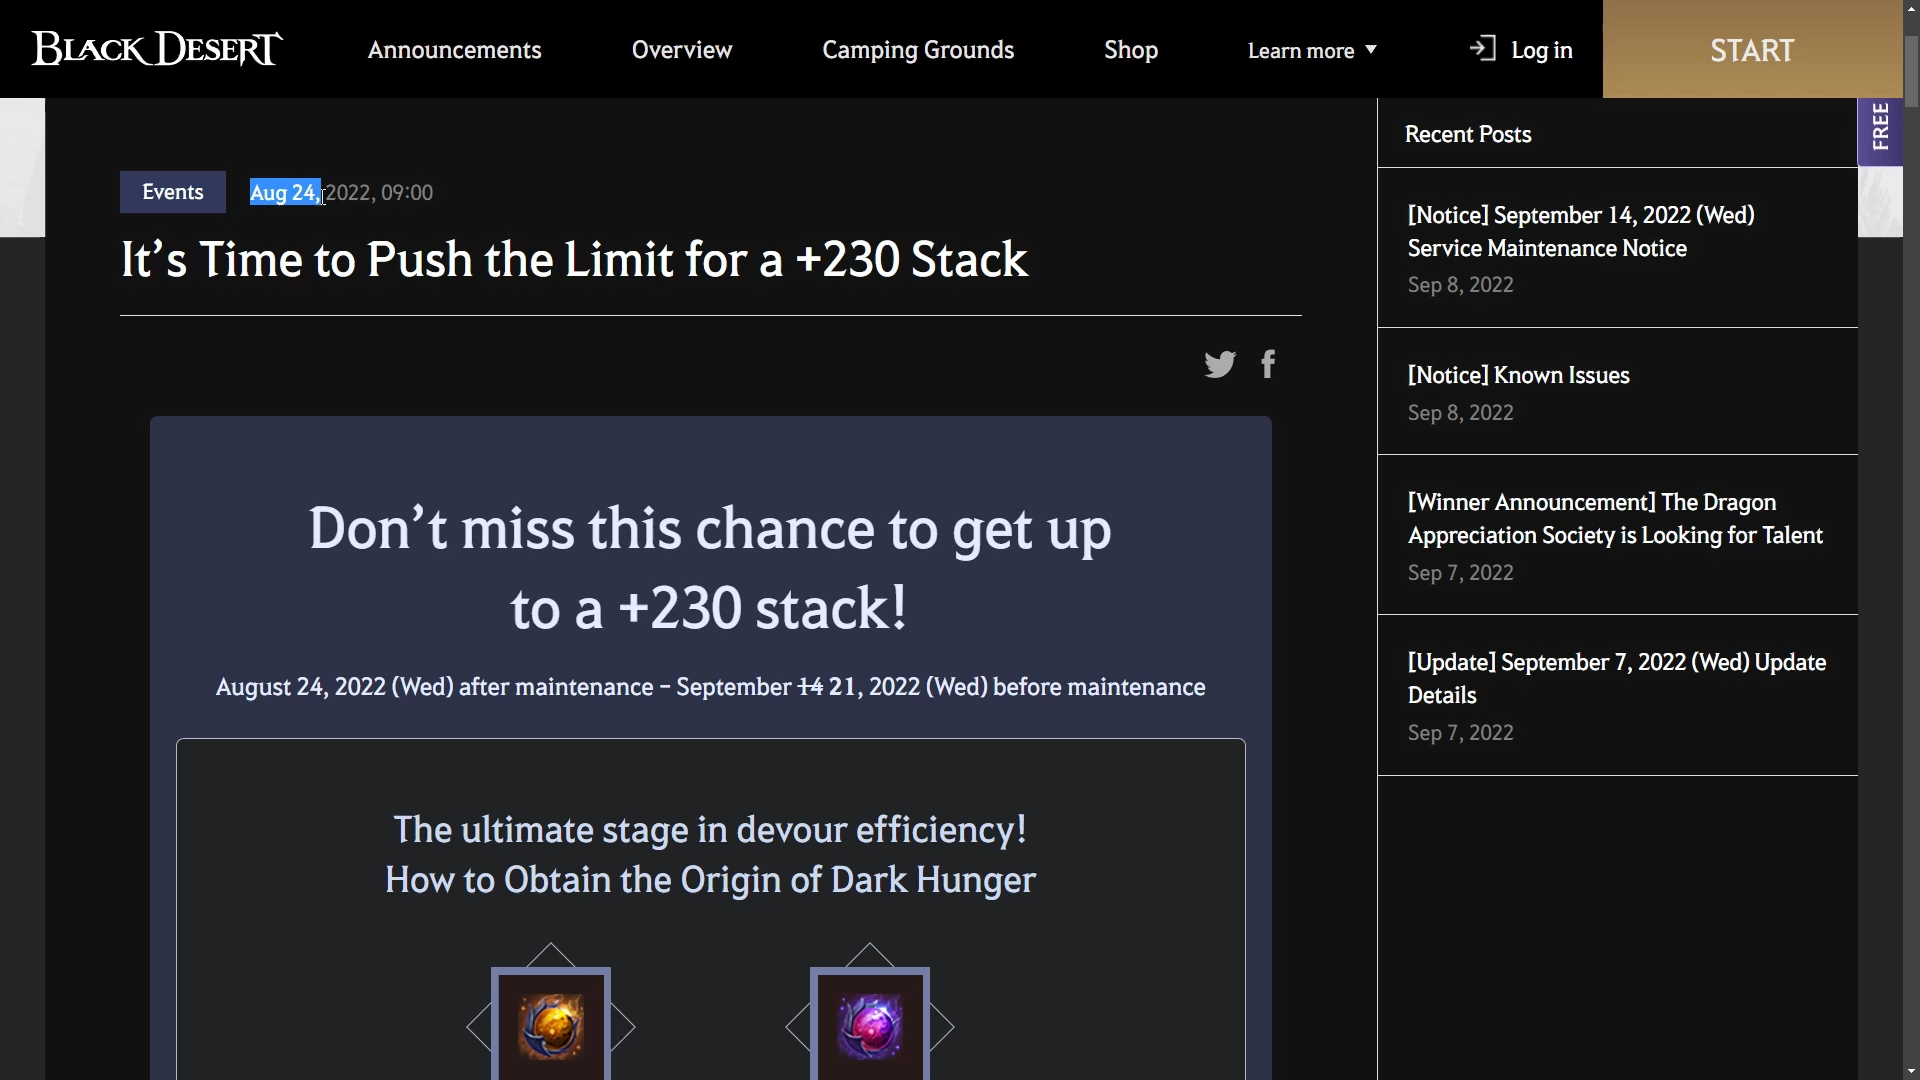 BLACK DESERT
Announcements
Overview
Camping Grounds
Shop
Learn more
Log in
START
FREE
Events
Aug 24, 2022, 09:00
It’s Time to Push the Limit for a +230 Stack
Don’t miss this chance to get up
to a +230 stack!
August 24, 2022 (Wed) after maintenance – September 14 21, 2022 (Wed) before maintenance
The ultimate stage in devour efficiency!
How to Obtain the Origin of Dark Hunger
Recent Posts
[Notice] September 14, 2022 (Wed)
Service Maintenance Notice
Sep 8, 2022
[Notice] Known Issues
Sep 8, 2022
[Winner Announcement] The Dragon
Appreciation Society is Looking for Talent
Sep 7, 2022
[Update] September 7, 2022 (Wed) Update
Details
Sep 7, 2022